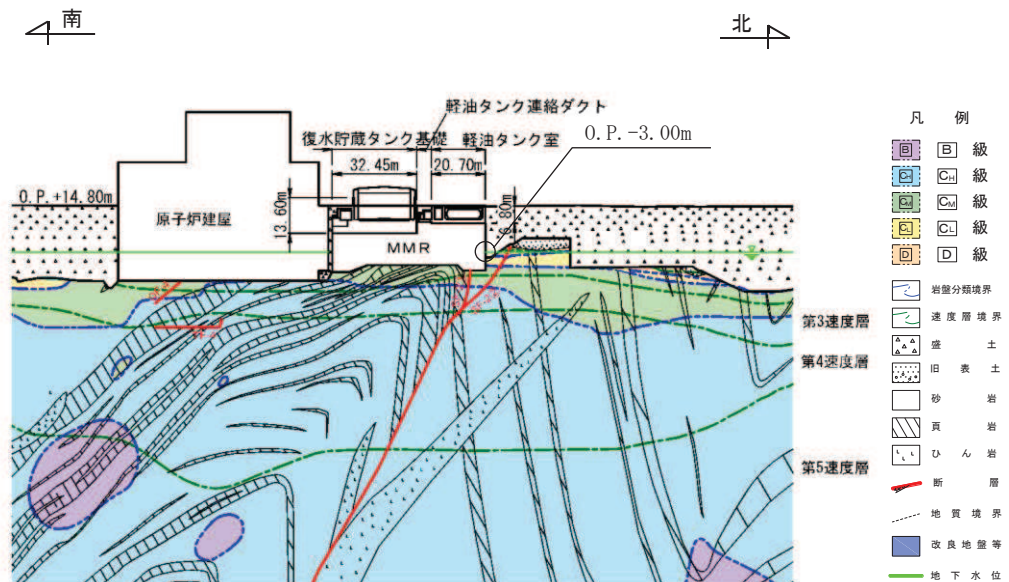 南
北
軽油タンク連絡ダクト
復水貯蔵タンク基礎
軽油タンク室
O.P.-3.00m
32.45m
20.70m
O.P.+14.80m
13.60m
6.80m
原子炉建屋
MMR
第3速度層
第4速度層
第5速度層
凡 例
B B 級
CH CH 級
CM CM 級
CL CL 級
D D 級
岩盤分類境界
速度層境界
盛土
旧表土
砂岩
頁岩
ひん岩
断層
地質境界
改良地盤等
地下水位